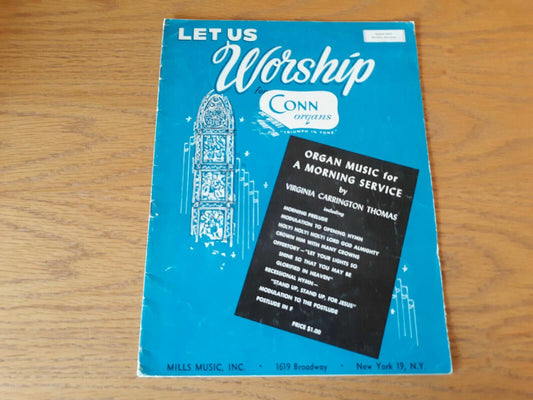 LET US
Worship
for
CONN
organs
"TRIUMPH IN TONE"
ORGAN MUSIC for
A MORNING SERVICE
by
VIRGINIA CARRINGTON THOMAS
including
MORNING PRELUDE
MODULATION TO OPENING HYMN
HOLY! HOLY! HOLY! LORD GOD ALMIGHTY
CROWN HIM WITH MANY CROWNS
OFFERTORY—"LET YOUR LIGHTS SO
SHINE SO THAT YOU MAY BE
GLORIFIED IN HEAVEN"
RECESSIONAL HYMN—
"STAND UP, STAND UP, FOR JESUS"
MODULATION TO THE POSTLUDE
POSTLUDE IN F
PRICE $1.00
MILLS MUSIC, INC. • 1619 Broadway • New York 19, N.Y.